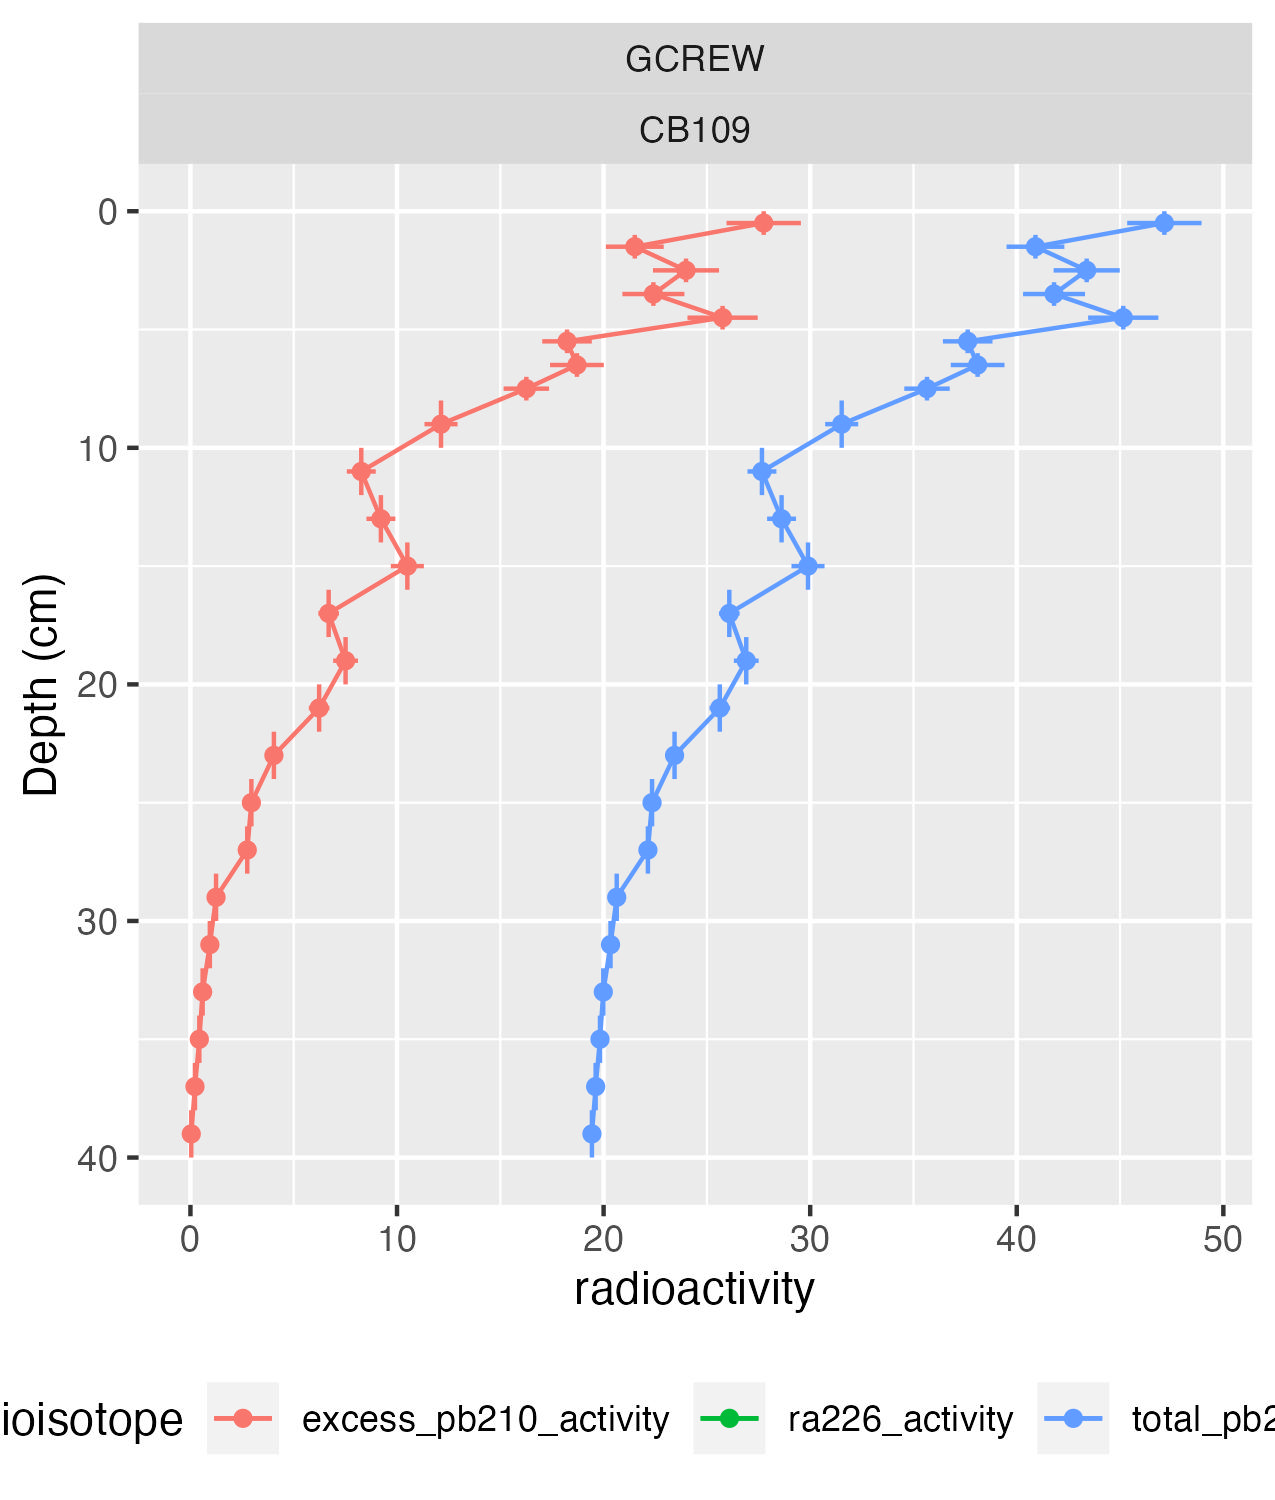 GCREW
CB109
Depth (cm)
0
10
20
30
40
0 10 20 30 40 50
radioactivity
ioisotope excess_pb210_activity ra226_activity total_pb2